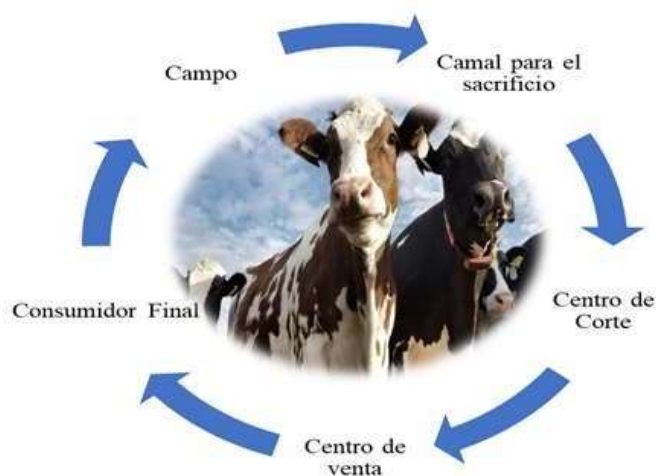 Campo
Camal para el
sacrificio
Centro de
Corte
Centro de
venta
Consumidor Final